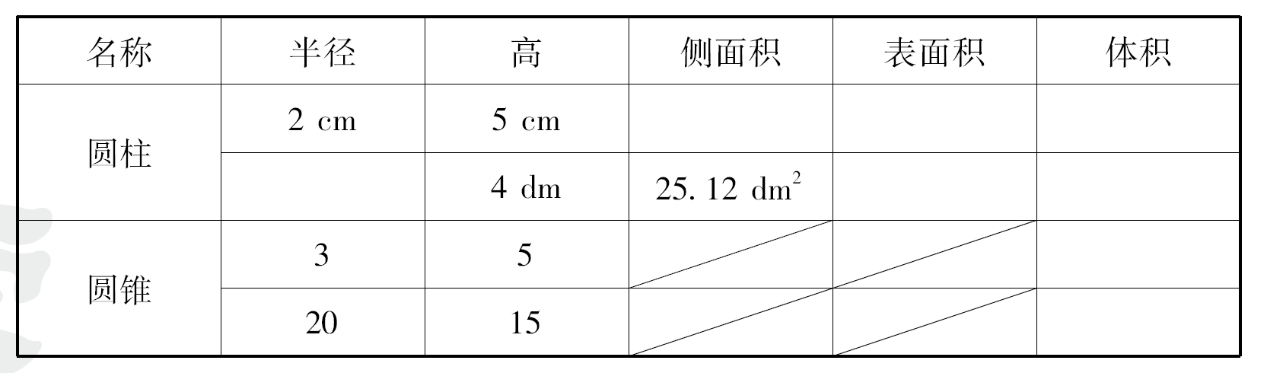 名称 半径 高 侧面积 表面积 体积
圆柱 2 cm 5 cm
4 dm 25.12 dm²
圆锥 3 5
20 15